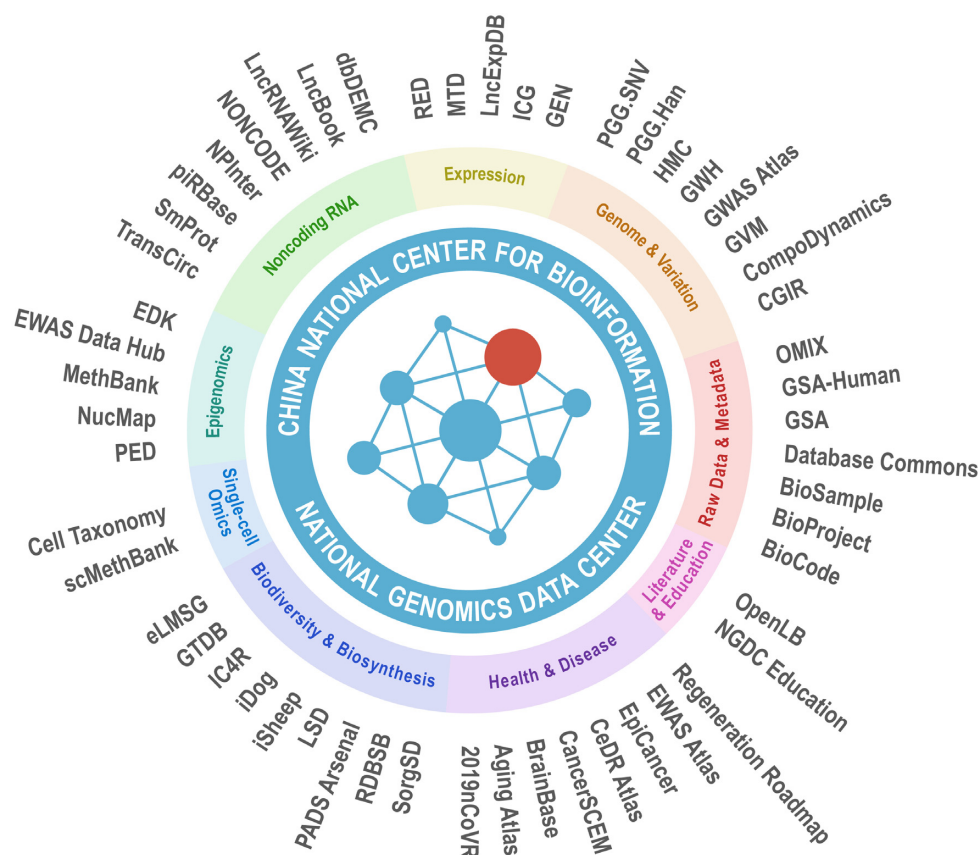 CHINA NATIONAL CENTER FOR BIOINFORMATION
NATIONAL GENOMICS DATA CENTER
Expression
RED
MTD
LncExpDB
ICG
GEN
Genome & Variation
PGG.SNV
PGG.Han
HMC
GWH
GWAS Atlas
GVM
CompoDynamics
CGIR
Raw Data & Metadata
OMIX
GSA-Human
GSA
Database Commons
BioSample
BioProject
BioCode
Literature
& Education
OpenLB
NGDC Education
Health & Disease
Regeneration Roadmap
EWAS Atlas
EpiCancer
CeDR Atlas
CancerSCEM
BrainBase
Aging Atlas
2019nCoVR
Biodiversity & Biosynthesis
SorgSD
RDBSB
PADS Arsenal
LSD
iSheep
iDog
IC4R
GTDB
eLMSG
Single-cell
Omics
scMethBank
Cell Taxonomy
Epigenomics
PED
NucMap
MethBank
EWAS Data Hub
EDK
Noncoding RNA
TransCirc
SmProt
piRBase
NPInter
NONCODE
LncRNAWiki
LncBook
dbDEMC